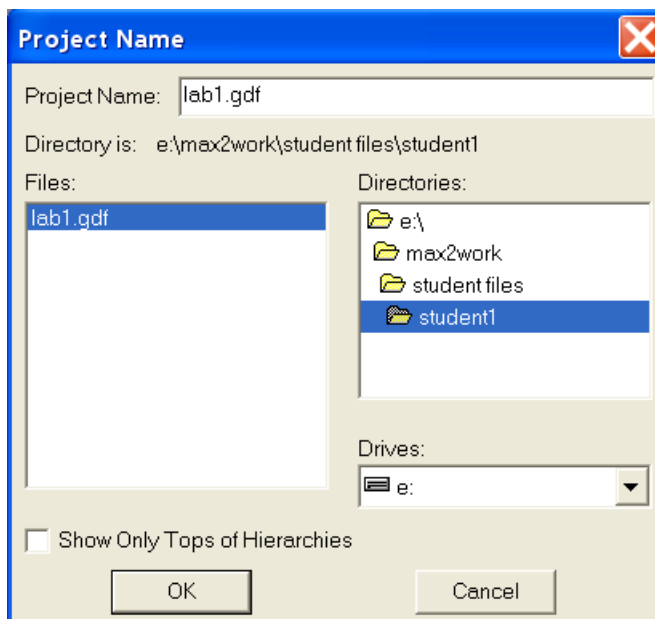 Project Name
Project Name: lab1.gdf
Directory is: e:\max2work\student files\student1
Files:
lab1.gdf
Directories:
e:\
max2work
student files
student1
Drives:
e:
Show Only Tops of Hierarchies
OK
Cancel